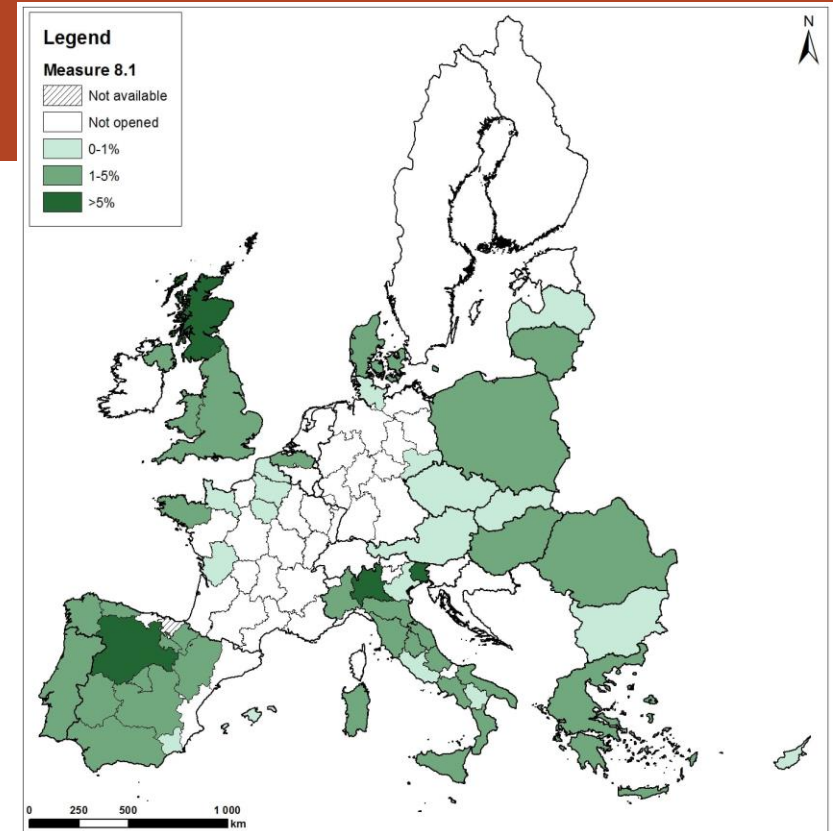 Legend
Measure 8.1
Not available
Not opened
0-1%
1-5%
>5%
N
0 250 500 1 000
km